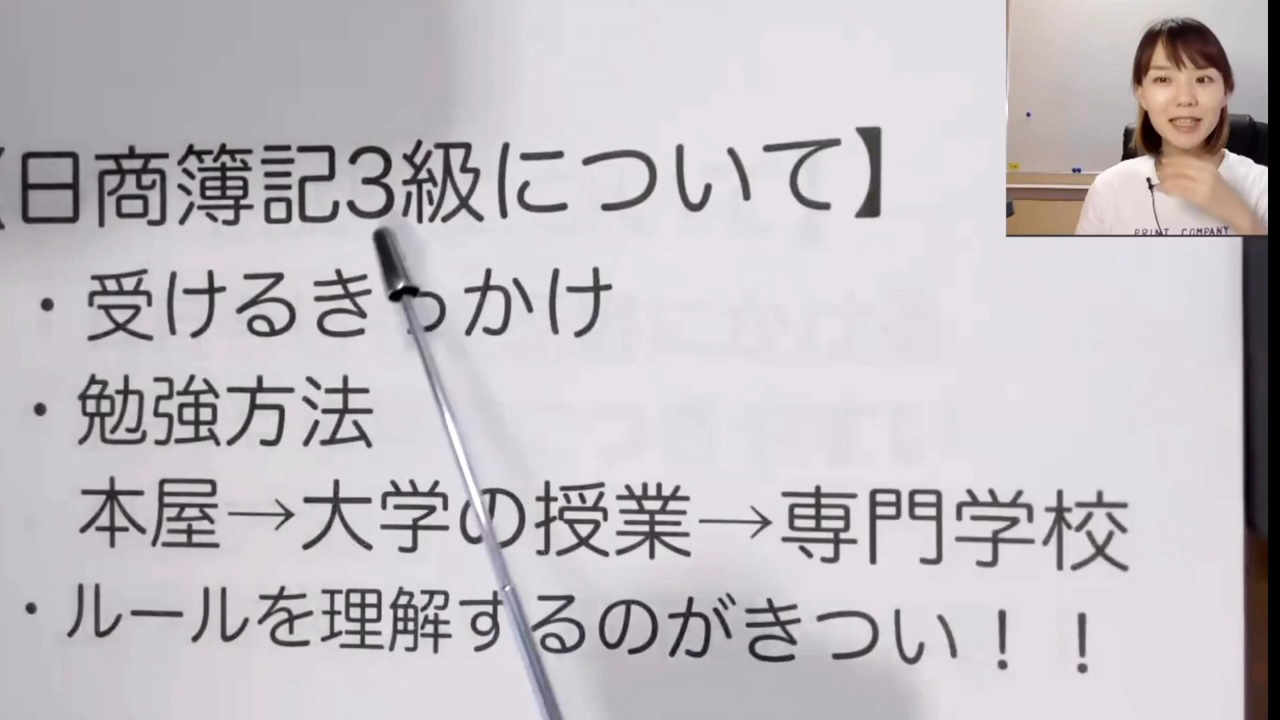 【日商簿記3級について】
・受けるきっかけ
・勉強方法
本屋→大学の授業→専門学校
・ルールを理解するのがきつい！！
PRINT COMPANY